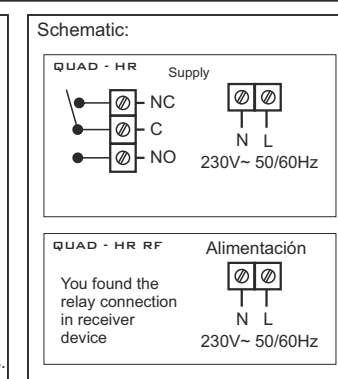 Schematic:
QUAD - HR
Supply
NC
C
NO
N L
230V~ 50/60Hz
QUAD - HR RF
Alimentación
You found the
relay connection
in receiver
device
N L
230V~ 50/60Hz
s.